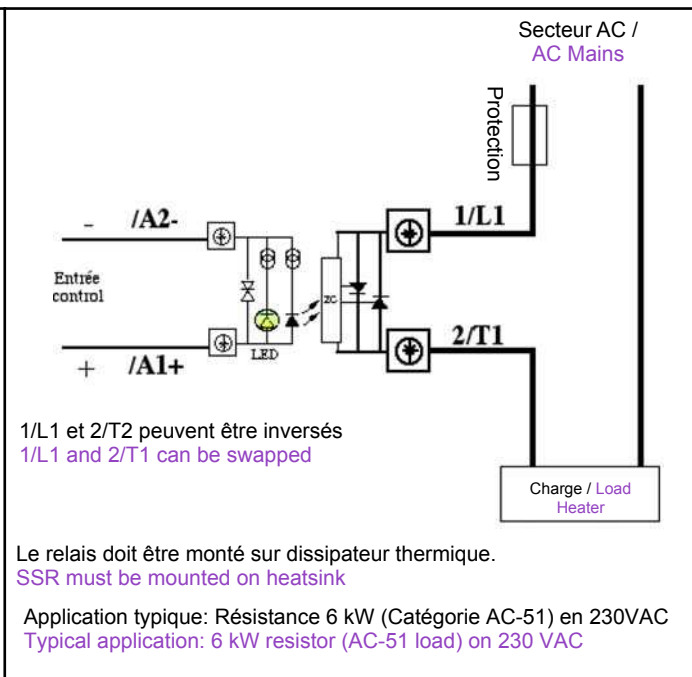 Secteur AC /
AC Mains
Protection
- /A2-
1/L1
Entrée
control
ZC
LED
+ /A1+
2/T1
1/L1 et 2/T2 peuvent être inversés
1/L1 and 2/T1 can be swapped
Charge / Load
Heater
Le relais doit être monté sur dissipateur thermique.
SSR must be mounted on heatsink
Application typique: Résistance 6 kW (Catégorie AC-51) en 230VAC
Typical application: 6 kW resistor (AC-51 load) on 230 VAC